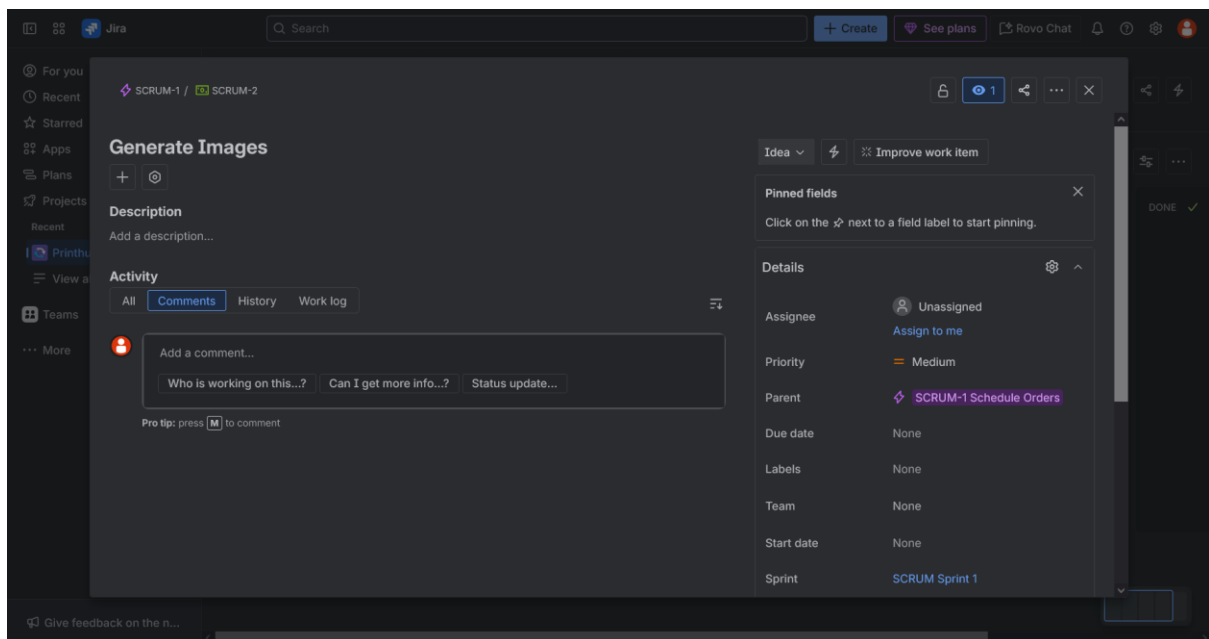 Jira
Search
+ Create
See plans
Rovo Chat
For you
Recent
Starred
Apps
Plans
Projects
Recent
Printhu
View a
Teams
More
Give feedback on the n...
SCRUM-1 / SCRUM-2
1
Generate Images
Description
Add a description...
Activity
All
Comments
History
Work log
Add a comment...
Who is working on this...?
Can I get more info...?
Status update...
Pro tip: press M to comment
Idea
Improve work item
Pinned fields
Click on the next to a field label to start pinning.
Details
Assignee
Unassigned
Assign to me
Priority
Medium
Parent
SCRUM-1 Schedule Orders
Due date
None
Labels
None
Team
None
Start date
None
Sprint
SCRUM Sprint 1
DONE